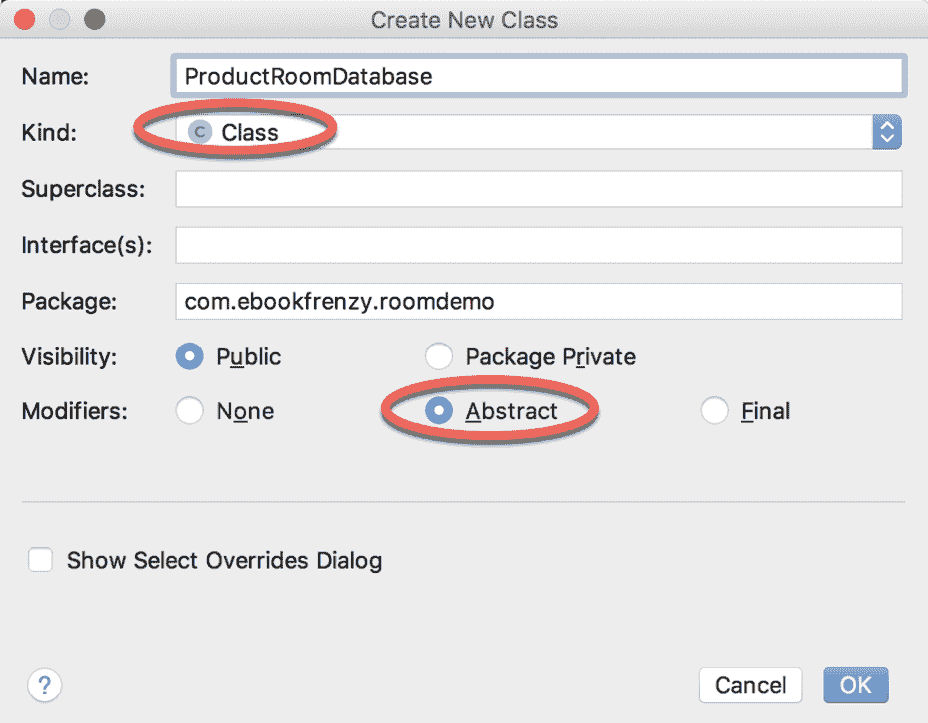 Create New Class
Name: ProductRoomDatabase
Kind: C Class
Superclass:
Interface(s):
Package: com.ebookfrenzy.roomdemo
Visibility: Public Package Private
Modifiers: None Abstract Final
Show Select Overrides Dialog
? Cancel OK